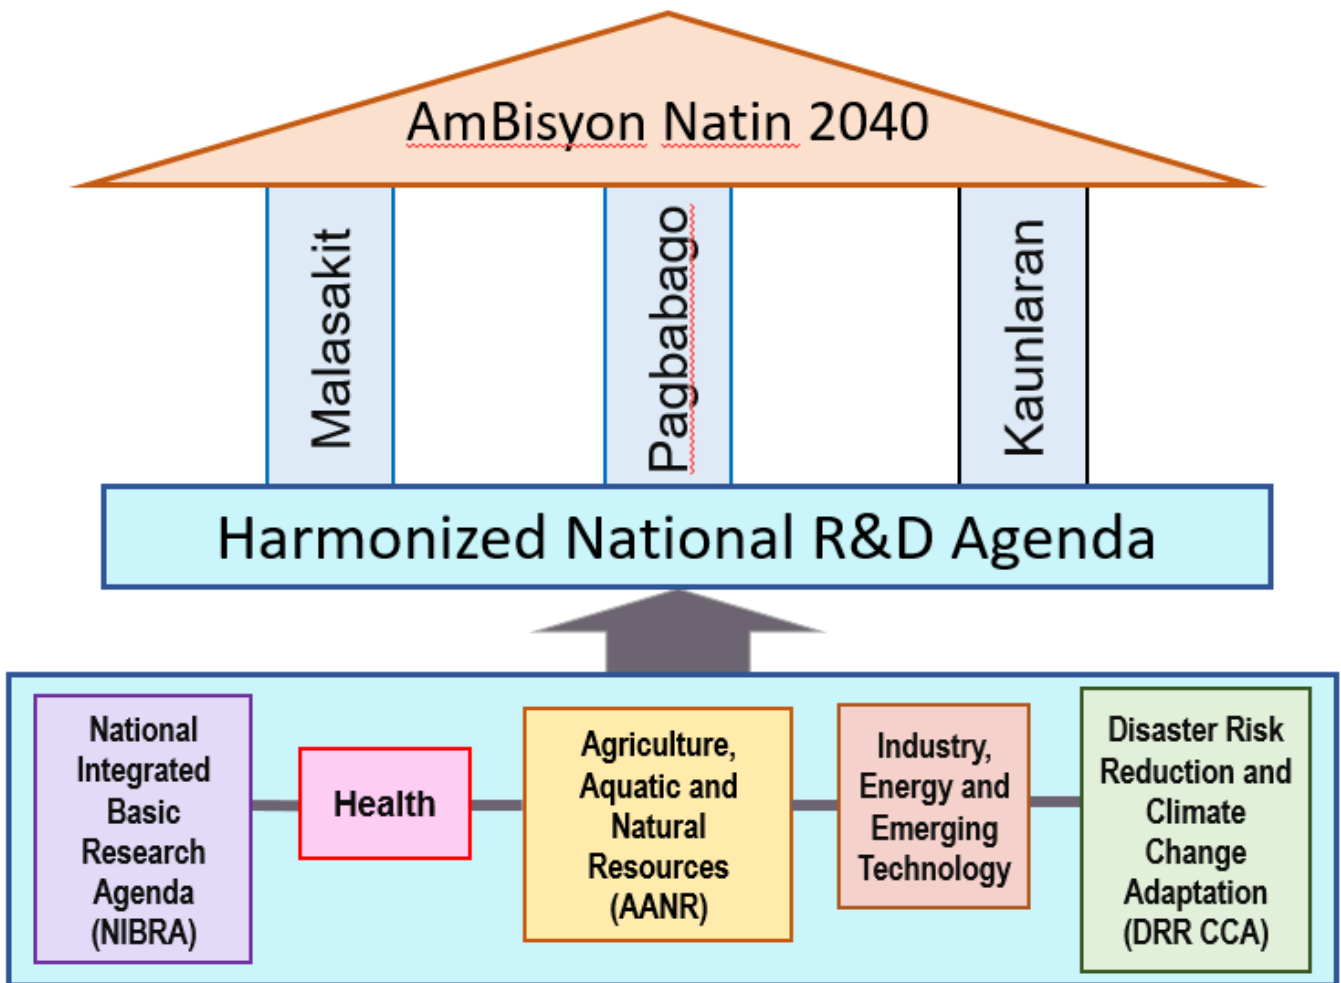 AmBisyon Natin 2040
Malasakit
Pagbabago
Kaunlaran
Harmonized National R&D Agenda
National
Integrated
Basic
Research
Agenda
(NIBRA)
Health
Agriculture,
Aquatic and
Natural
Resources
(AANR)
Industry,
Energy and
Emerging
Technology
Disaster Risk
Reduction and
Climate
Change
Adaptation
(DRR CCA)